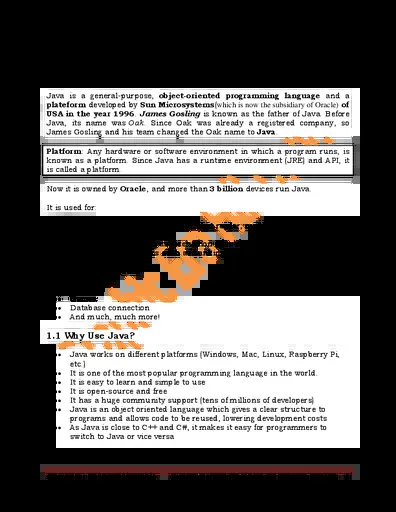 Java is a general-purpose, object-oriented programming language and a
plateform developed by Sun Microsystems(which is now the subsidiary of Oracle) of
USA in the year 1996. James Gosling is known as the father of Java. Before
Java, its name was Oak. Since Oak was already a registered company, so
James Gosling and his team changed the Oak name to Java.
Platform: Any hardware or software environment in which a program runs, is
known as a platform. Since Java has a runtime environment (JRE) and API, it
is called a platform
Now it is owned by Oracle, and more than 3 billion devices run Java.
It is used for:
• Database connection
• And much, much more!
1.1 Why Use Java?
• Java works on different platforms (Windows, Mac, Linux, Raspberry Pi,
etc.)
• It is one of the most popular programming language in the world.
• It is easy to learn and simple to use
• It is open-source and free
• It has a huge community support (tens of millions of developers)
• Java is an object oriented language which gives a clear structure to
programs and allows code to be reused, lowering development costs
• As Java is close to C++ and C#, it makes it easy for programmers to
switch to Java or vice versa